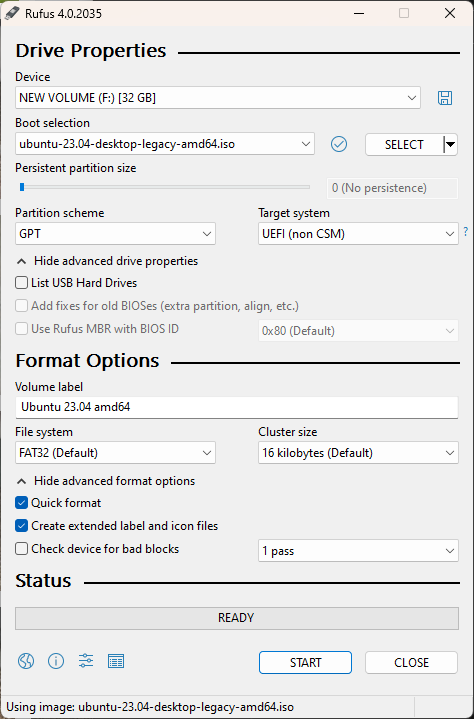 Rufus 4.0.2035
Drive Properties
Device
NEW VOLUME (F:) [32 GB]
Boot selection
ubuntu-23.04-desktop-legacy-amd64.iso
SELECT
Persistent partition size
0 (No persistence)
Partition scheme
Target system
GPT
UEFI (non CSM)
?
Hide advanced drive properties
List USB Hard Drives
Add fixes for old BIOSes (extra partition, align, etc.)
Use Rufus MBR with BIOS ID
0x80 (Default)
Format Options
Volume label
Ubuntu 23.04 amd64
File system
Cluster size
FAT32 (Default)
16 kilobytes (Default)
Hide advanced format options
Quick format
Create extended label and icon files
Check device for bad blocks
1 pass
Status
READY
START
CLOSE
Using image: ubuntu-23.04-desktop-legacy-amd64.iso